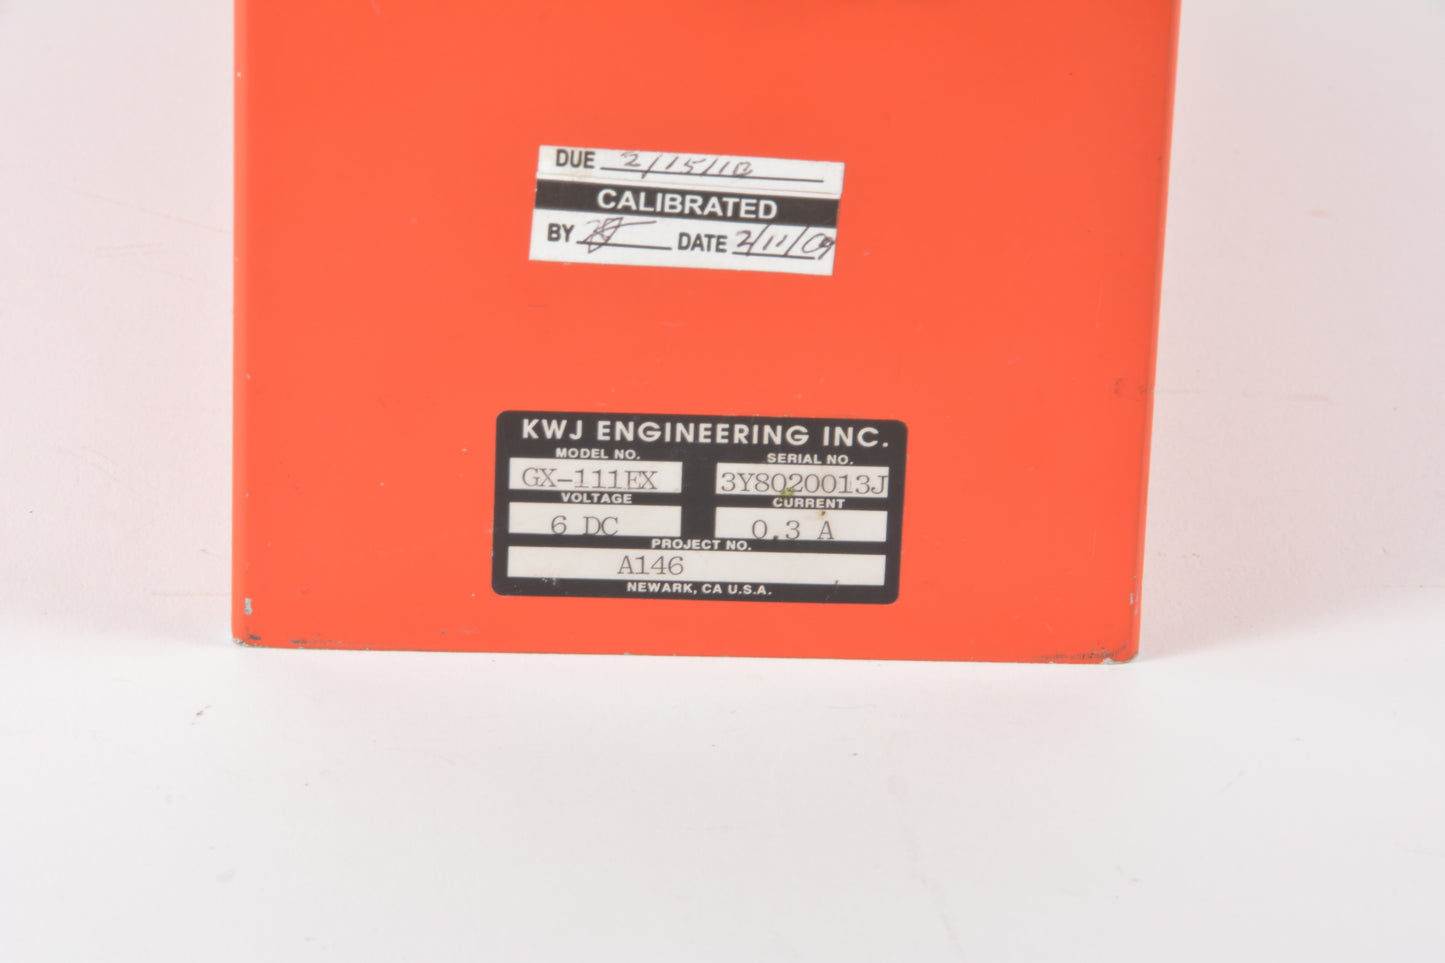 DUE 2/15/10
CALIBRATED
BY DATE 2/11/09
KWJ ENGINEERING INC.
MODEL NO. SERIAL NO.
GX-111EX 3Y8020013J
VOLTAGE CURRENT
6 DC 0.3 A
PROJECT NO.
A146
NEWARK, CA U.S.A.